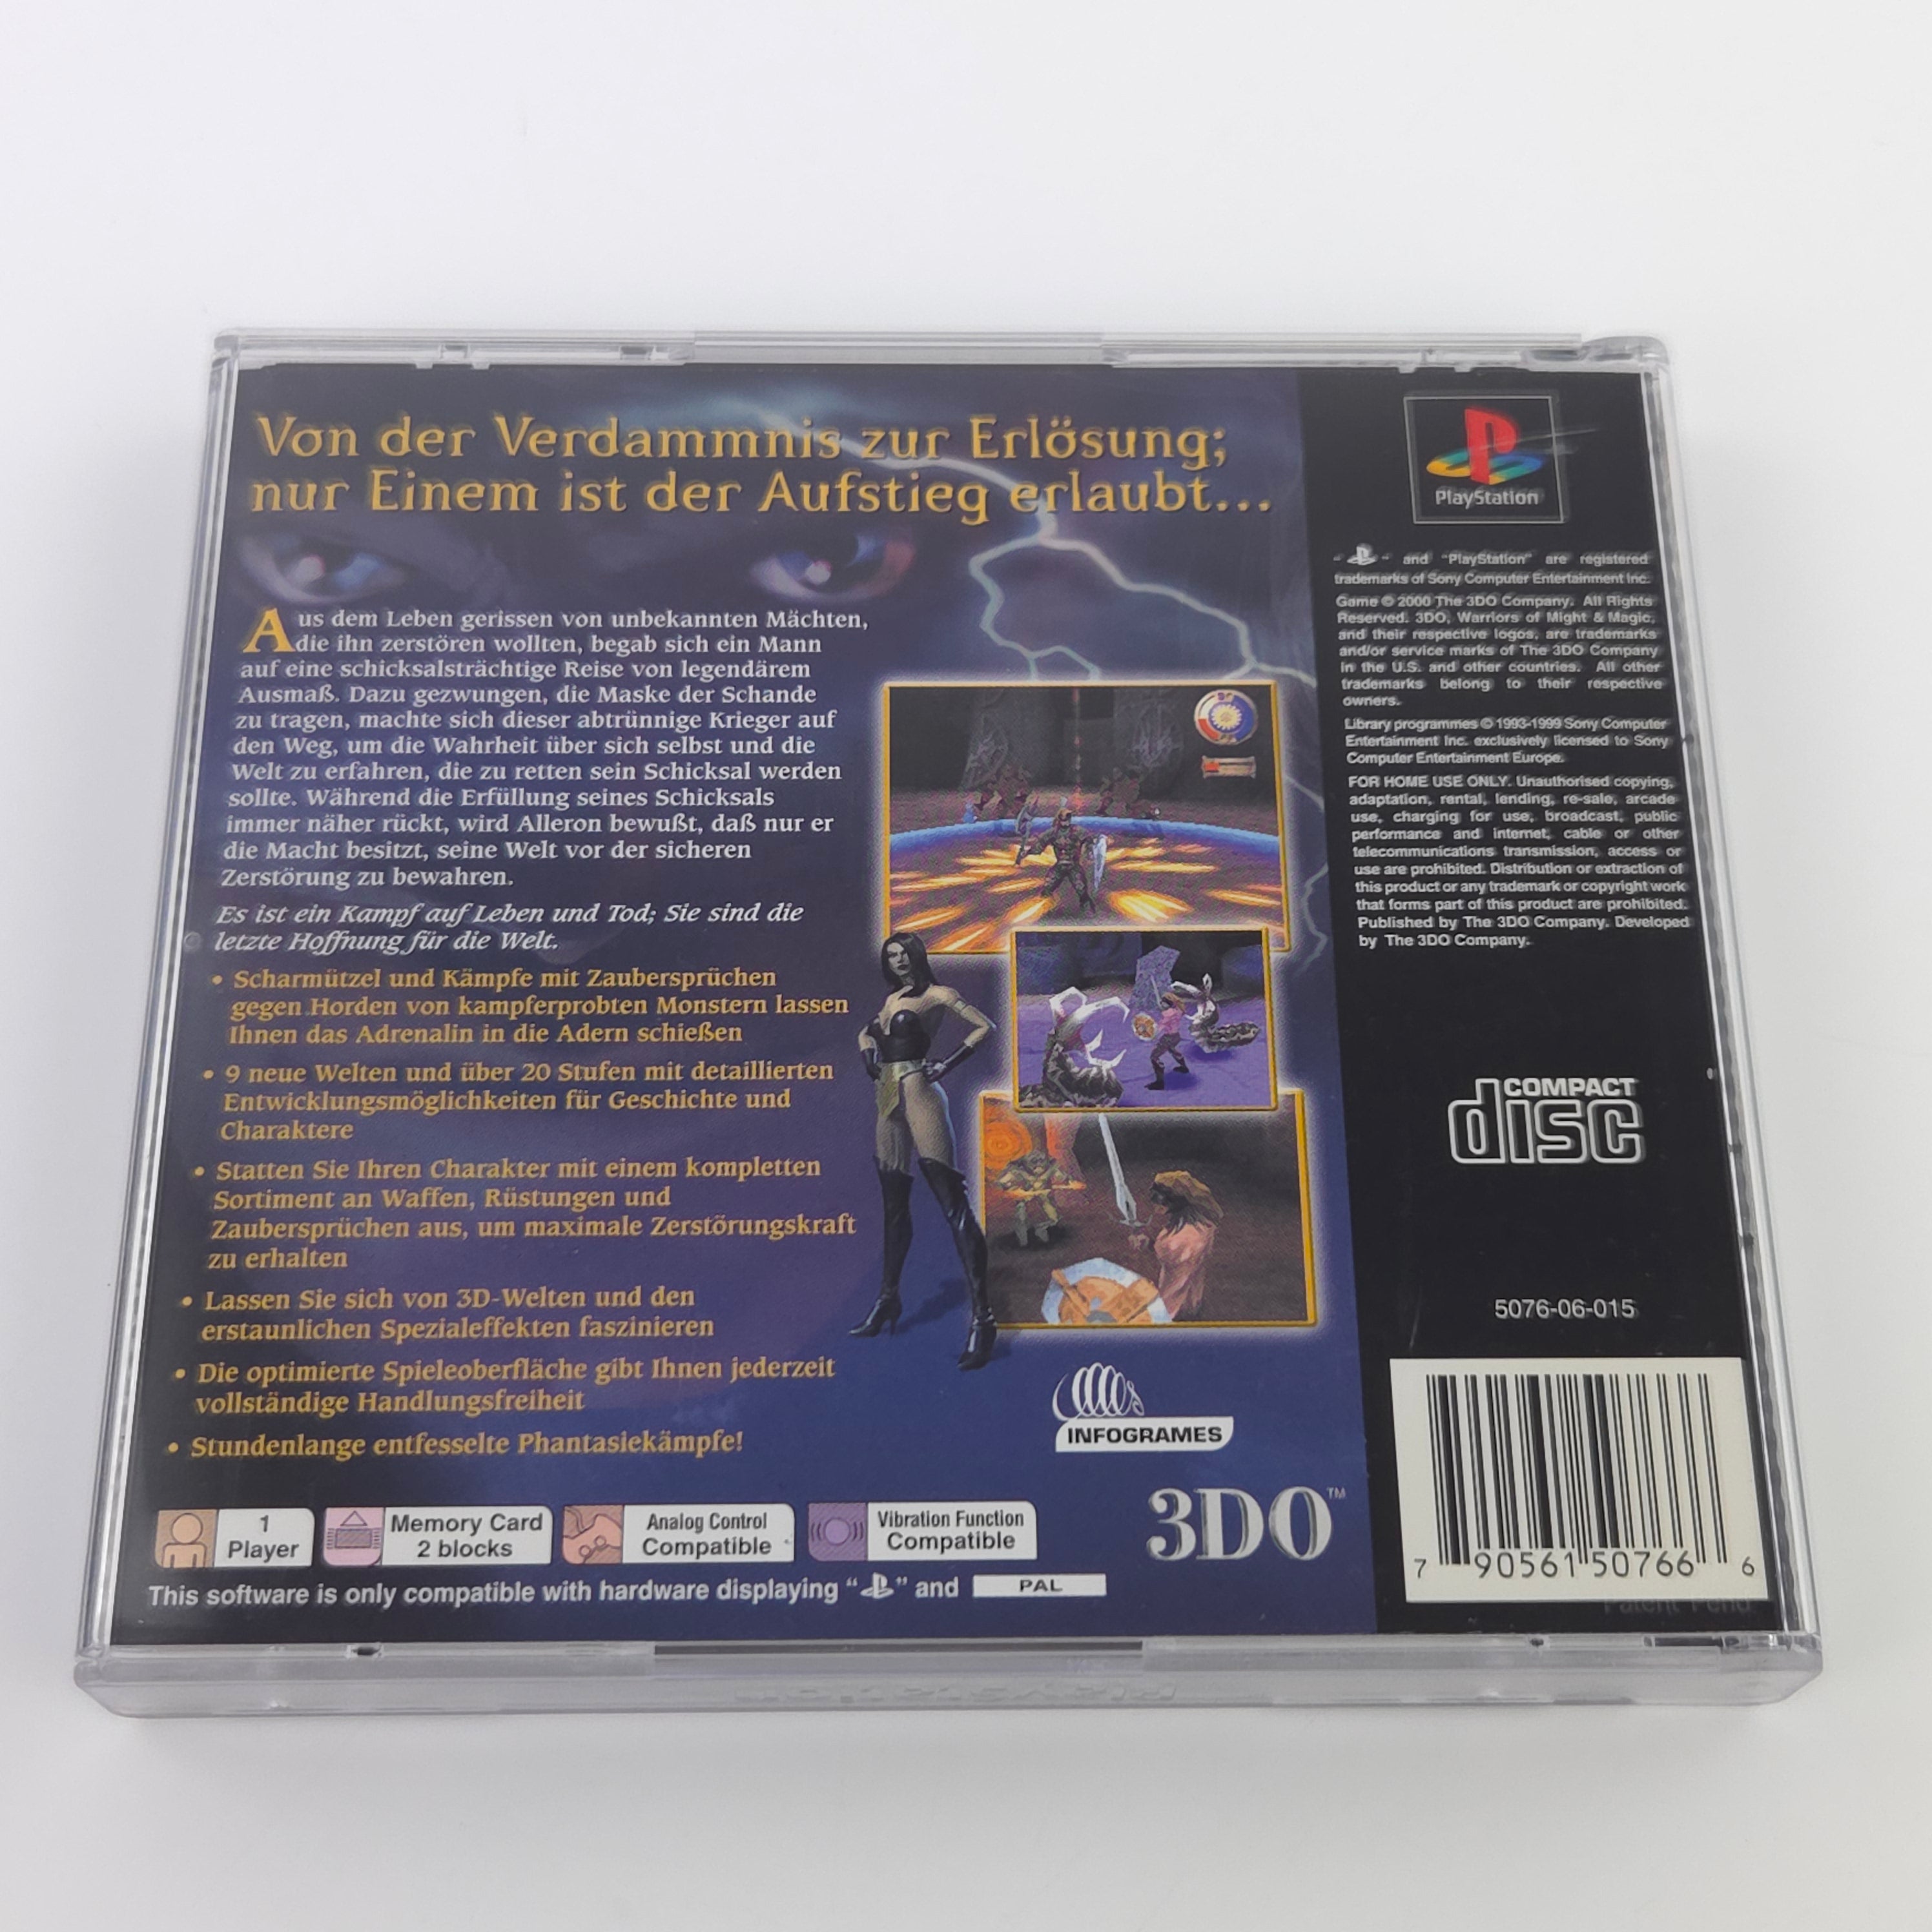 Von der Verdammnis zur Erlösung;
nur Einem ist der Aufstieg erlaubt...
Aus dem Leben gerissen von unbekannten Mächten,
die ihn zerstören wollten, begab sich ein Mann
auf eine schicksalsträchtige Reise von legendärem
Ausmaß. Dazu gezwungen, die Maske der Schande
zu tragen, machte sich dieser abtrünnige Krieger auf
den Weg, um die Wahrheit über sich selbst und die
Welt zu erfahren, die zu retten sein Schicksal werden
sollte. Während die Erfüllung seines Schicksals
immer näher rückt, wird Alleron bewußt, daß nur er
die Macht besitzt, seine Welt vor der sicheren
Zerstörung zu bewahren.
Es ist ein Kampf auf Leben und Tod; Sie sind die
letzte Hoffnung für die Welt.
• Scharmützel und Kämpfe mit Zaubersprüchen
gegen Horden von kampferprobten Monstern lassen
Ihnen das Adrenalin in die Adern schießen
• 9 neue Welten und über 20 Stufen mit detaillierten
Entwicklungsmöglichkeiten für Geschichte und
Charaktere
• Statten Sie Ihren Charakter mit einem kompletten
Sortiment an Waffen, Rüstungen und
Zaubersprüchen aus, um maximale Zerstörungskraft
zu erhalten
• Lassen Sie sich von 3D-Welten und den
erstaunlichen Spezialeffekten faszinieren
• Die optimierte Spieleoberfläche gibt Ihnen jederzeit
vollständige Handlungsfreiheit
• Stundenlange entfesselte Phantasiekämpfe!
INFOGRAMES
3DO™
1
Player
Memory Card
2 blocks
Analog Control
Compatible
Vibration Function
Compatible
This software is only compatible with hardware displaying “ ” and PAL
PlayStation
“ ” and “PlayStation” are registered
trademarks of Sony Computer Entertainment Inc.
Game © 2000 The 3DO Company. All Rights
Reserved. 3DO, Warriors of Might & Magic,
and their respective logos, are trademarks
and/or service marks of The 3DO Company
in the U.S. and other countries. All other
trademarks belong to their respective
owners.
Library programmes © 1993-1999 Sony Computer
Entertainment Inc. exclusively licensed to Sony
Computer Entertainment Europe.
FOR HOME USE ONLY. Unauthorised copying,
adaptation, rental, lending, re-sale, arcade
use, charging for use, broadcast, public
performance and internet, cable or other
telecommunications transmission, access or
use are prohibited. Distribution or extraction of
this product or any trademark or copyright work
that forms part of this product are prohibited.
Published by The 3DO Company. Developed
by The 3DO Company.
COMPACT
disc
5076-06-015
7 90561 50766 6
Patent Pend.
PlayStation